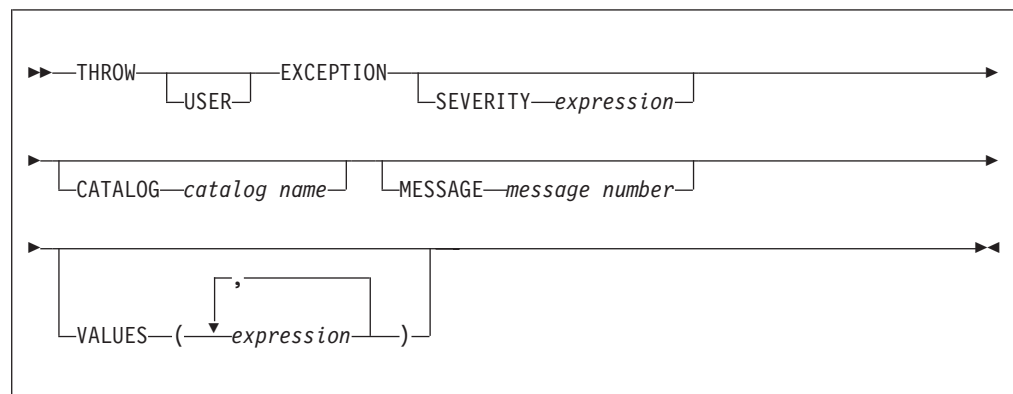 THROW EXCEPTION
USER SEVERITY expression
CATALOG catalog name MESSAGE message number
,
VALUES ( expression )